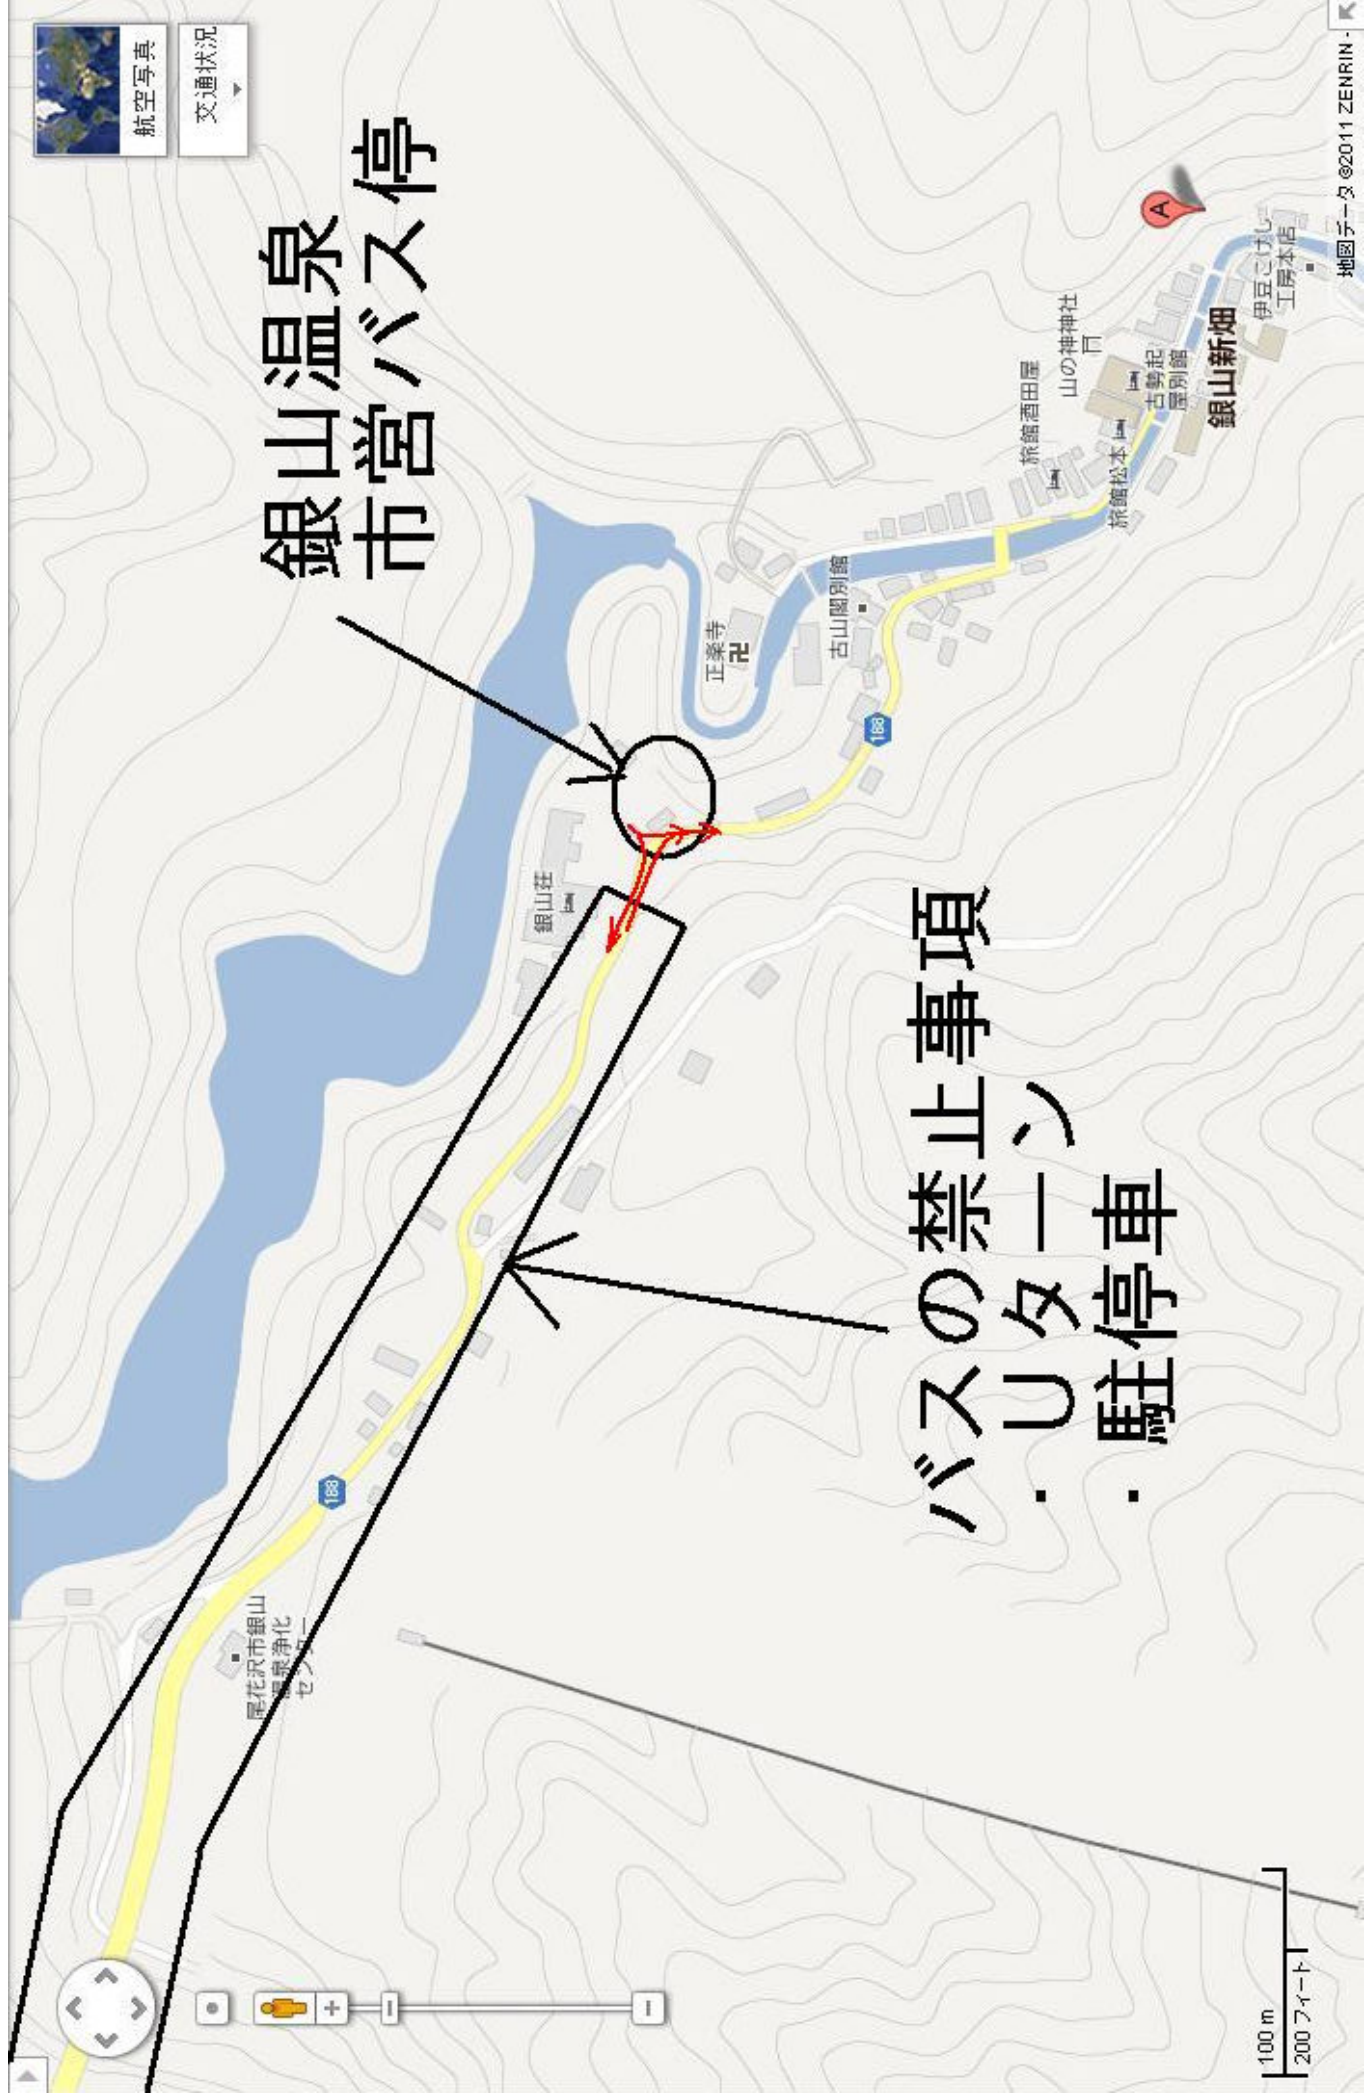 航空写真
交通状況
銀山温泉
市営バス停
山の神神社
旅館酒田屋
古勢起
屋別館
旅館松本
銀山新畑
伊豆こけし
工房本店
正楽寺
古山閣別館
188
銀山荘
188
尾花沢市銀山
温泉浄化
センター
バスの禁止事項
・Uターン
・駐停車
A
100 m
200 フィート
地図データ ©2011 ZENRIN -